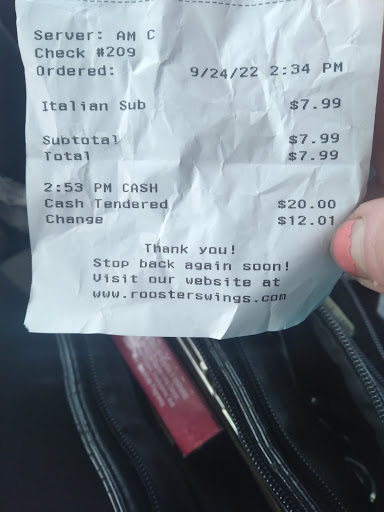 Server: AM C
Check #209
Ordered: 9/24/22 2:34 PM
Italian Sub $7.99
Subtotal $7.99
Total $7.99
2:53 PM CASH
Cash Tendered $20.00
Change $12.01
Thank you!
Stop back again soon!
Visit our website at
www.roosterswings.com